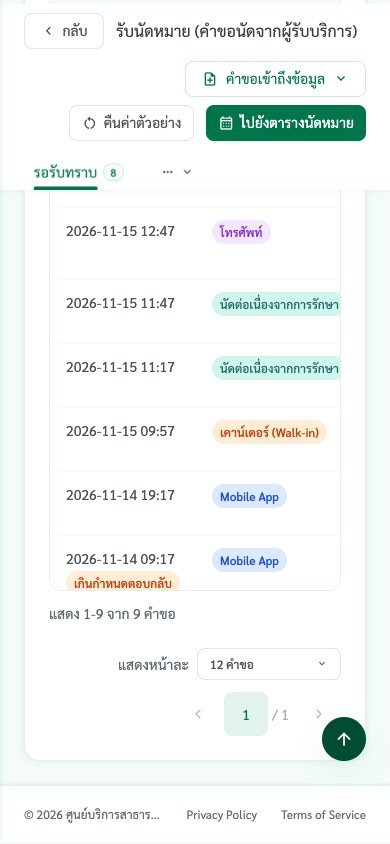 กลับ
รับนัดหมาย (คำขอนัดจากผู้รับบริการ)
คำขอเข้าถึงข้อมูล
คืนค่าตัวอย่าง
ไปยังตารางนัดหมาย
รอรับทราบ 8
...
2026-11-15 12:47 โทรศัพท์
2026-11-15 11:47 นัดต่อเนื่องจากการรักษา
2026-11-15 11:17 นัดต่อเนื่องจากการรักษา
2026-11-15 09:57 เคาน์เตอร์ (Walk-in)
2026-11-14 19:17 Mobile App
2026-11-14 09:17 Mobile App
เกินกำหนดตอบกลับ
แสดง 1-9 จาก 9 คำขอ
แสดงหน้าละ 12 คำขอ
1 / 1
© 2026 ศูนย์บริการสาธาร... Privacy Policy Terms of Service